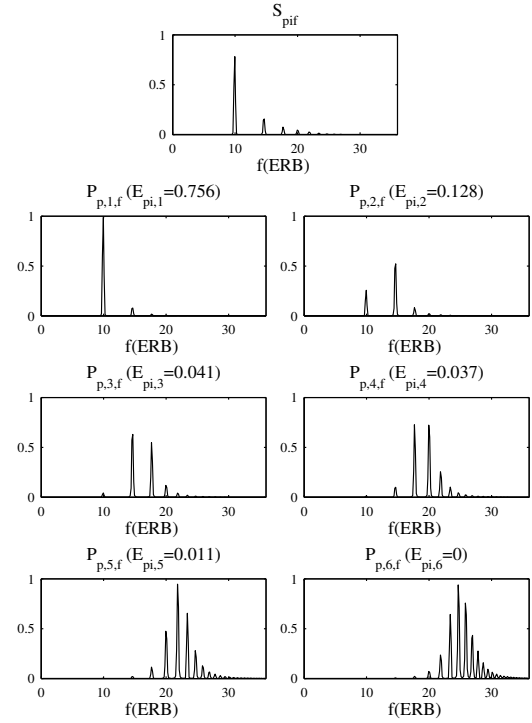 S_pif
1
0.5
0
0 10 20 30
f(ERB)
P_p,1,f (E_pi,1=0.756)
1
0.5
0
0 10 20 30
f(ERB)
P_p,2,f (E_pi,2=0.128)
1
0.5
0
0 10 20 30
f(ERB)
P_p,3,f (E_pi,3=0.041)
1
0.5
0
0 10 20 30
f(ERB)
P_p,4,f (E_pi,4=0.037)
1
0.5
0
0 10 20 30
f(ERB)
P_p,5,f (E_pi,5=0.011)
1
0.5
0
0 10 20 30
f(ERB)
P_p,6,f (E_pi,6=0)
1
0.5
0
0 10 20 30
f(ERB)